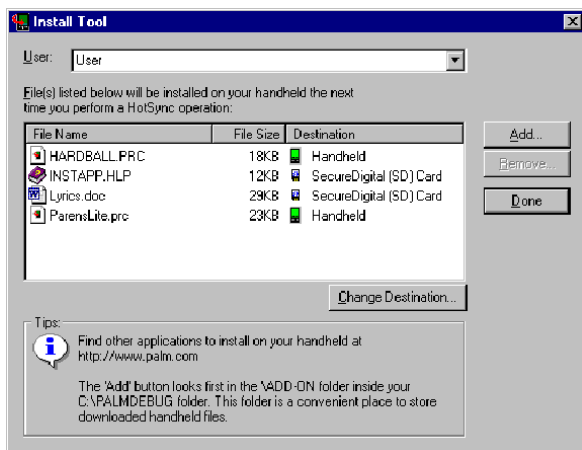 Install Tool
User: User
File(s) listed below will be installed on your handheld the next
time you perform a HotSync operation:
File Name File Size Destination
HARDBALL.PRC 18KB Handheld
INSTAPP.HLP 12KB SecureDigital (SD) Card
Lyrics.doc 29KB SecureDigital (SD) Card
ParensLite.prc 23KB Handheld
Add...
Remove...
Done
Change Destination...
Tips:
Find other applications to install on your handheld at
http://www.palm.com
The 'Add' button looks first in the \ADD-ON folder inside your
C:\PALMDEBUG folder. This folder is a convenient place to store
downloaded handheld files.